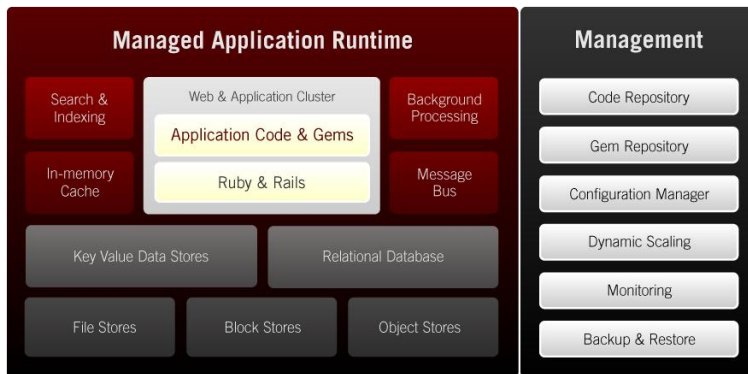 Managed Application Runtime
Search &
Indexing
Web & Application Cluster
Application Code & Gems
Ruby & Rails
Background
Processing
In-memory
Cache
Message
Bus
Key Value Data Stores
Relational Database
File Stores
Block Stores
Object Stores
Management
Code Repository
Gem Repository
Configuration Manager
Dynamic Scaling
Monitoring
Backup & Restore